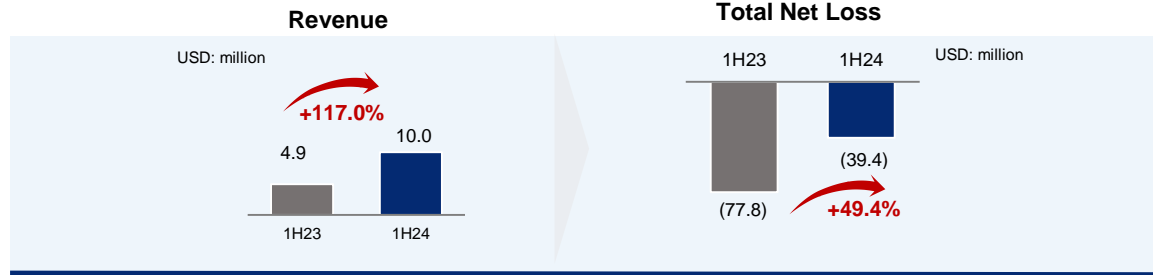 Revenue
USD: million
+117.0%
4.9
10.0
1H23
1H24
Total Net Loss
USD: million
1H23
1H24
(77.8)
(39.4)
+49.4%